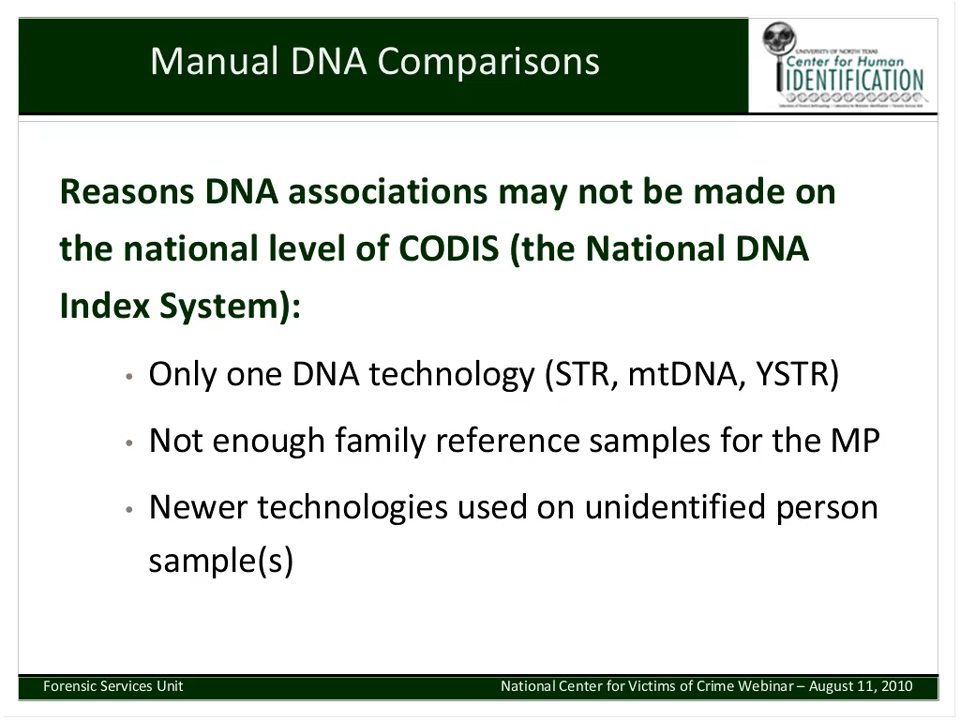 Manual DNA Comparisons
UNIVERSITY OF NORTH TEXAS
Center for Human
IDENTIFICATION
Reasons DNA associations may not be made on
the national level of CODIS (the National DNA
Index System):
• Only one DNA technology (STR, mtDNA, YSTR)
• Not enough family reference samples for the MP
• Newer technologies used on unidentified person
sample(s)
Forensic Services Unit
National Center for Victims of Crime Webinar – August 11, 2010